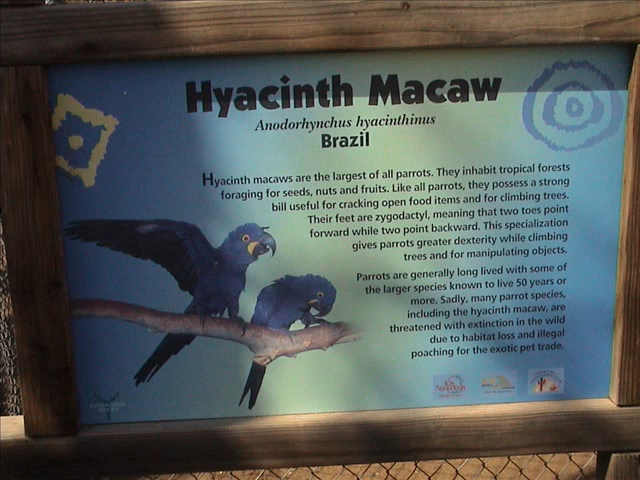 Hyacinth Macaw
Anodorhynchus hyacinthinus
Brazil
Hyacinth macaws are the largest of all parrots. They inhabit tropical forests
foraging for seeds, nuts and fruits. Like all parrots, they possess a strong
bill useful for cracking open food items and for climbing trees.
Their feet are zygodactyl, meaning that two toes point
forward while two point backward. This specialization
gives parrots greater dexterity while climbing
trees and for manipulating objects.
Parrots are generally long lived with some of
the larger species known to live 50 years or
more. Sadly, many parrot species,
including the hyacinth macaw, are
threatened with extinction in the wild
due to habitat loss and illegal
poaching for the exotic pet trade.